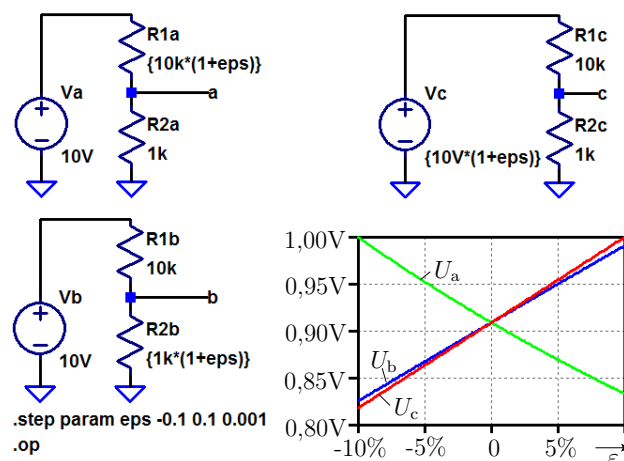 R1a
{10k*(1+eps)}
a
Va
R2a
10V
1k
R1c
10k
Vc
c
R2c
{10V*(1+eps)}
1k
R1b
10k
Vb
b
R2b
10V
{1k*(1+eps)}
.step param eps -0.1 0.1 0.001
.op
1,00V
0,95V
0,90V
0,85V
0,80V
Ua
Ub
Uc
-10%
-5%
0
5%
ε